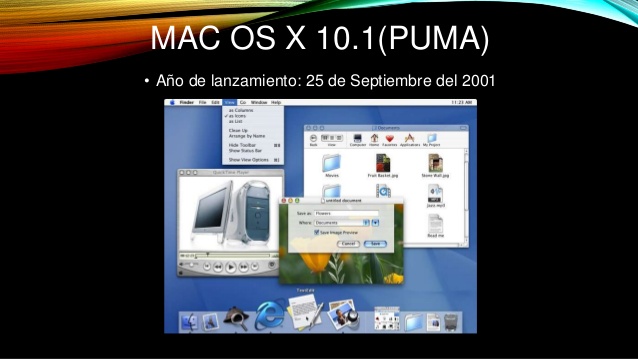 MAC OS X 10.1(PUMA)
• Año de lanzamiento: 25 de Septiembre del 2001
Finder File Edit View Go Window Help 11:23 AM
as Columns
✓ as Icons
as List
Clean Up
Arrange by Name
Hide Toolbar ⌘B
Show Status Bar
Show View Options ⌘J
Documents
Back View Computer Home Favorites Applications My Project
Movies Fruit Basket.jpg Stone Wall.jpg
QuickTime Player
untitled document
Save as: Flowers
Where: Documents
Save Image Preview
Cancel Save
Read me